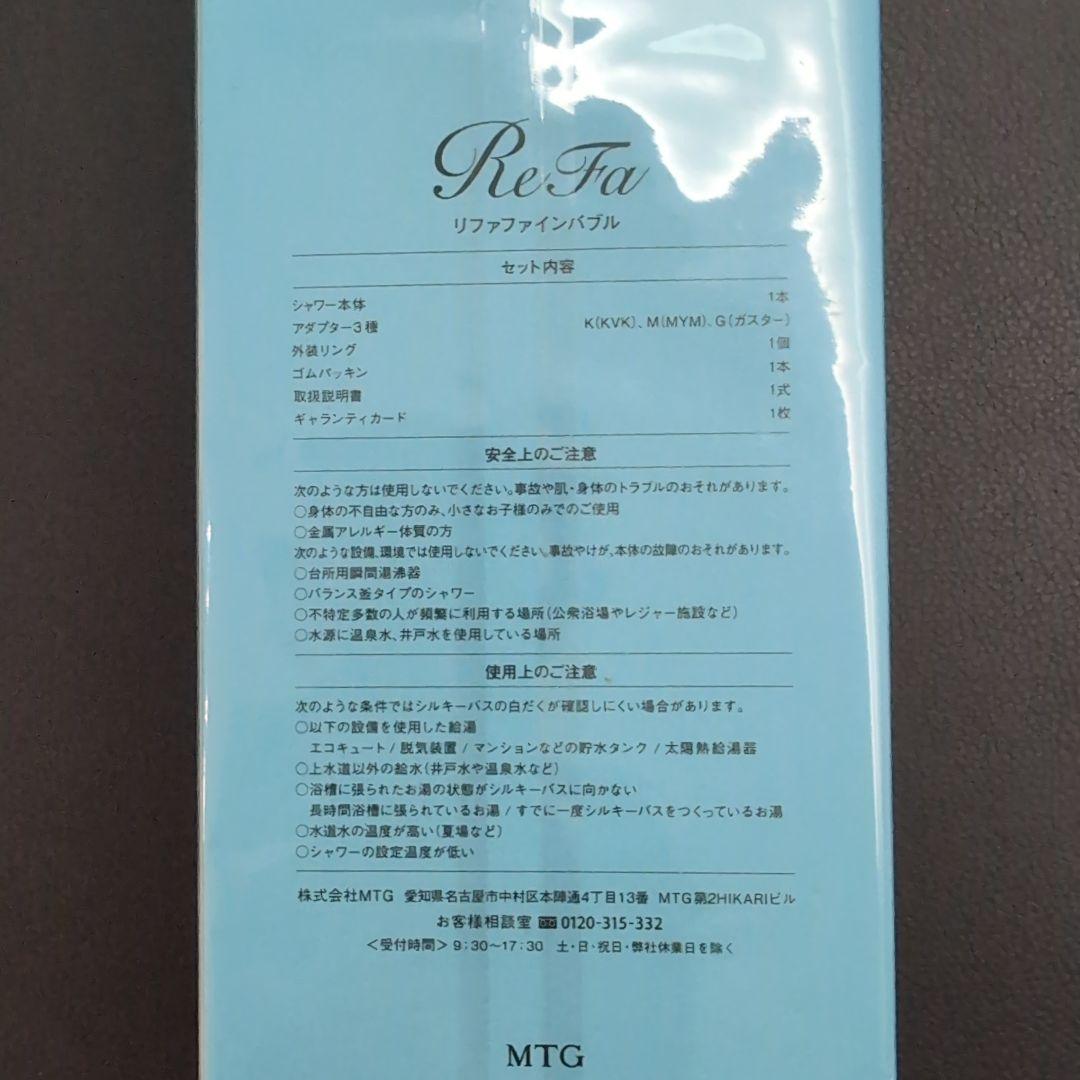 ReFa
リファファインバブル
セット内容
シャワー本体 1本
アダプター3種 K(KVK)、M(MYM)、G(ガスター)
外装リング 1個
ゴムパッキン 1本
取扱説明書 1式
ギャランティカード 1枚
安全上のご注意
次のような方は使用しないでください。事故や肌・身体のトラブルのおそれがあります。
○身体の不自由な方のみ、小さなお子様のみでのご使用
○金属アレルギー体質の方
次のような設備、環境では使用しないでください。事故やけが、本体の故障のおそれがあります。
○台所用瞬間湯沸器
○バランス釜タイプのシャワー
○不特定多数の人が頻繁に利用する場所(公衆浴場やレジャー施設など)
○水源に温泉水、井戸水を使用している場所
使用上のご注意
次のような条件ではシルキーバスの白だくが確認しにくい場合があります。
○以下の設備を使用した給湯
エコキュート / 脱気装置 / マンションなどの貯水タンク / 太陽熱給湯器
○上水道以外の給水(井戸水や温泉水など)
○浴槽に張られたお湯の状態がシルキーバスに向かない
長時間浴槽に張られているお湯 / すでに一度シルキーバスをつくっているお湯
○水道水の温度が高い(夏場など)
○シャワーの設定温度が低い
株式会社MTG 愛知県名古屋市中村区本陣通4丁目13番 MTG第2HIKARIビル
お客様相談室 0120-315-332
＜受付時間＞9:30〜17:30 土・日・祝日・弊社休業日を除く
MTG